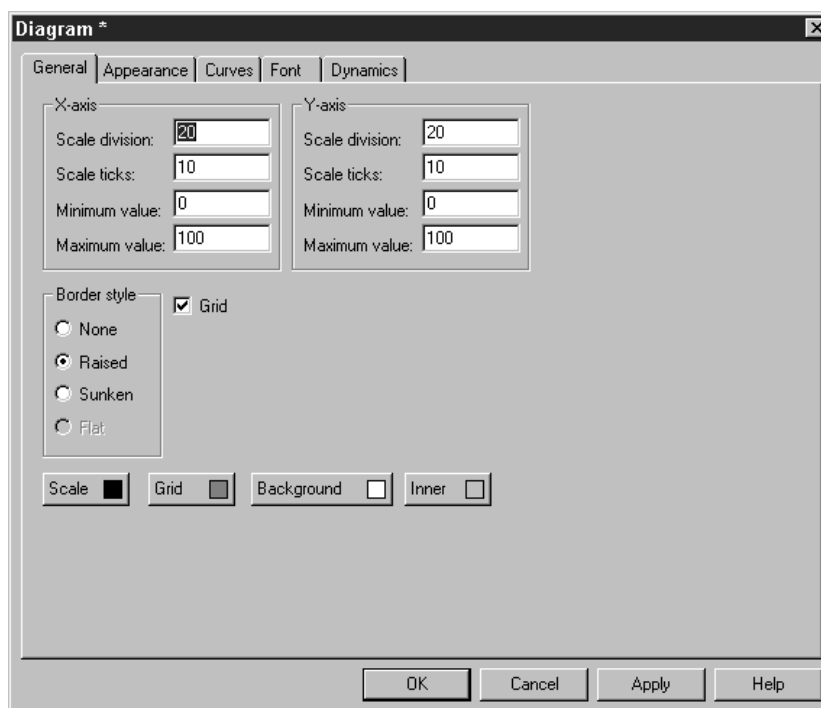 Diagram *
General Appearance Curves Font Dynamics
X-axis
Scale division: 20
Scale ticks: 10
Minimum value: 0
Maximum value: 100
Y-axis
Scale division: 20
Scale ticks: 10
Minimum value: 0
Maximum value: 100
Border style
None
Raised
Sunken
Flat
Grid
Scale Grid Background Inner
OK Cancel Apply Help